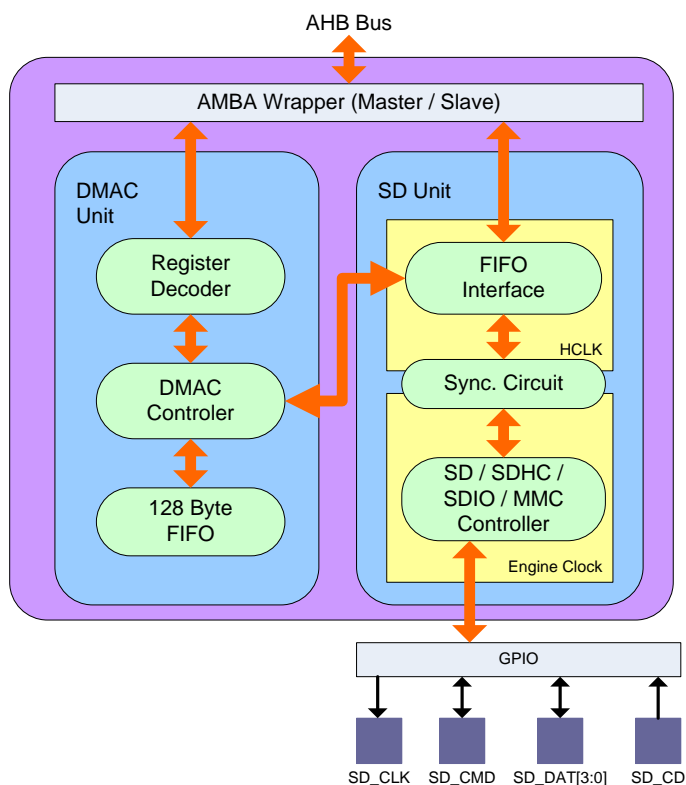 AHB Bus
AMBA Wrapper (Master / Slave)
DMAC
Unit
Register
Decoder
DMAC
Controler
128 Byte
FIFO
SD Unit
FIFO
Interface
HCLK
Sync. Circuit
SD / SDHC /
SDIO / MMC
Controller
Engine Clock
GPIO
SD_CLK
SD_CMD
SD_DAT[3:0]
SD_CD